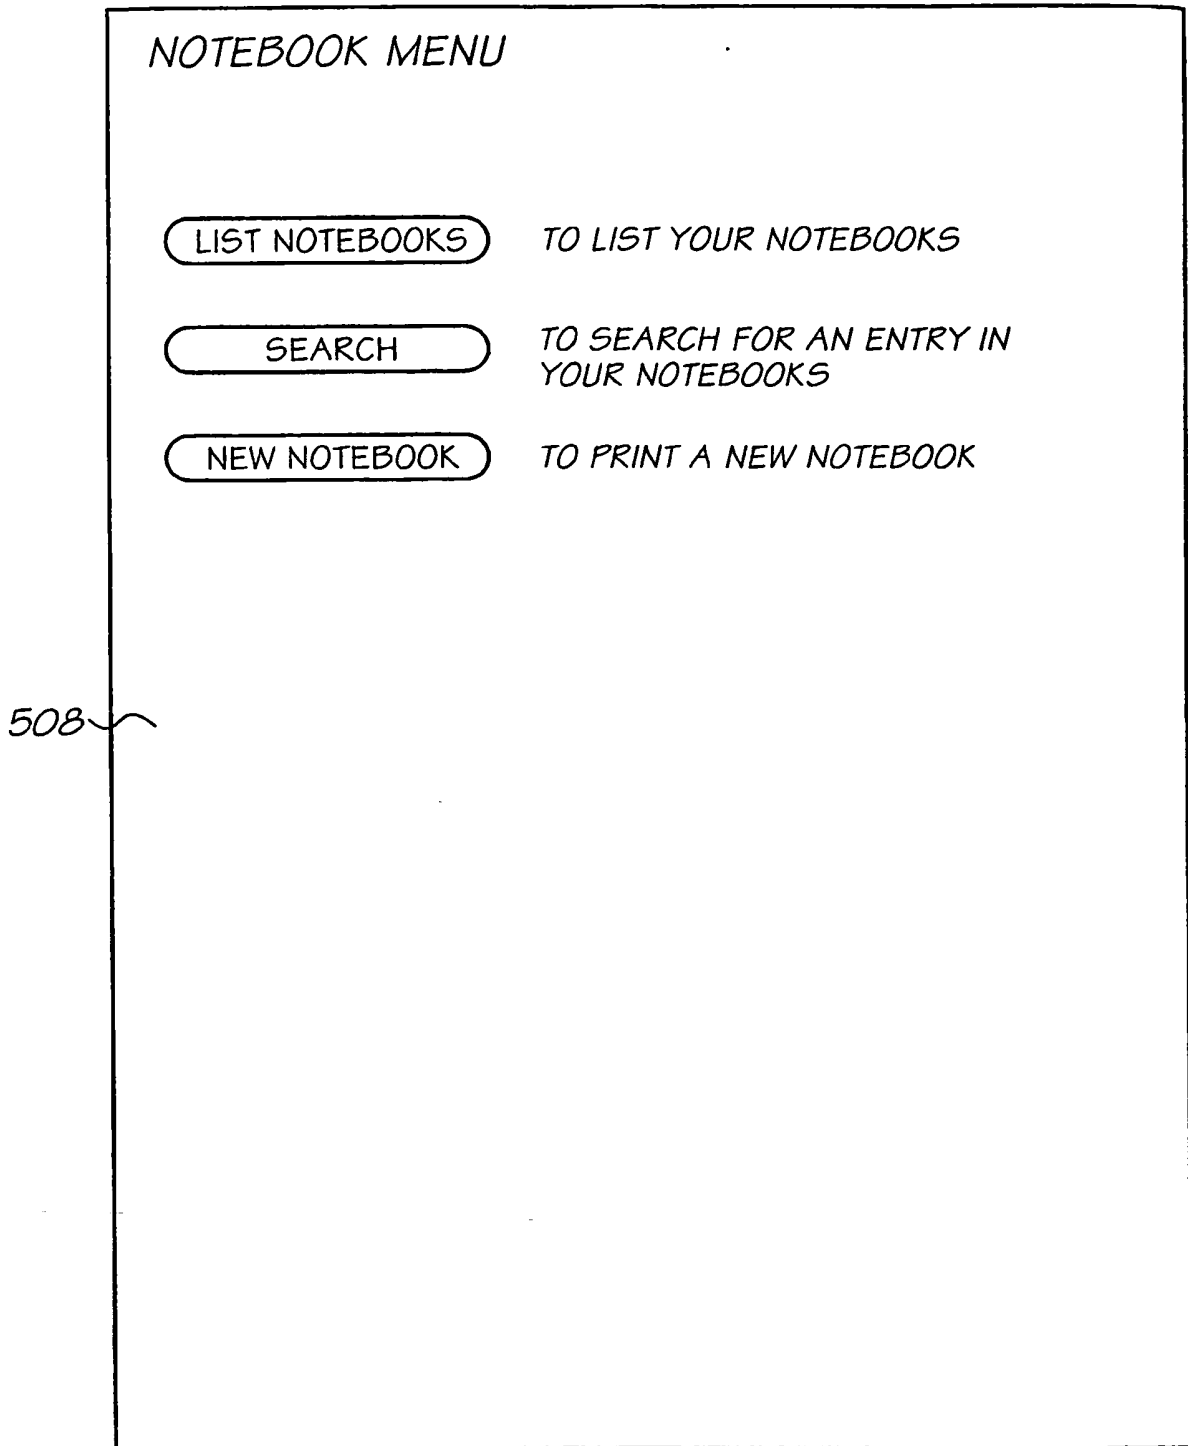 NOTEBOOK MENU
LIST NOTEBOOKS TO LIST YOUR NOTEBOOKS
SEARCH TO SEARCH FOR AN ENTRY IN
YOUR NOTEBOOKS
NEW NOTEBOOK TO PRINT A NEW NOTEBOOK
508